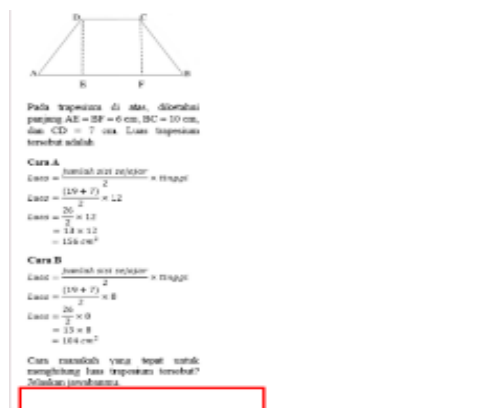 D C
A B
E F
Pada trapesium di atas, diketahui
panjang AE = BF = 6 cm, BC = 10 cm,
dan CD = 7 cm. Luas trapesium
tersebut adalah
Cara A
Luas = jumlah sisi sejajar / 2 × tinggi
Luas = (19 + 7) / 2 × 12
Luas = 26 / 2 × 12
= 13 × 12
= 156 cm²
Cara B
Luas = jumlah sisi sejajar / 2 × tinggi
Luas = (19 + 7) / 2 × 8
Luas = 26 / 2 × 8
= 13 × 8
= 104 cm²
Cara manakah yang tepat untuk
menghitung luas trapesium tersebut?
Jelaskan jawabanmu.